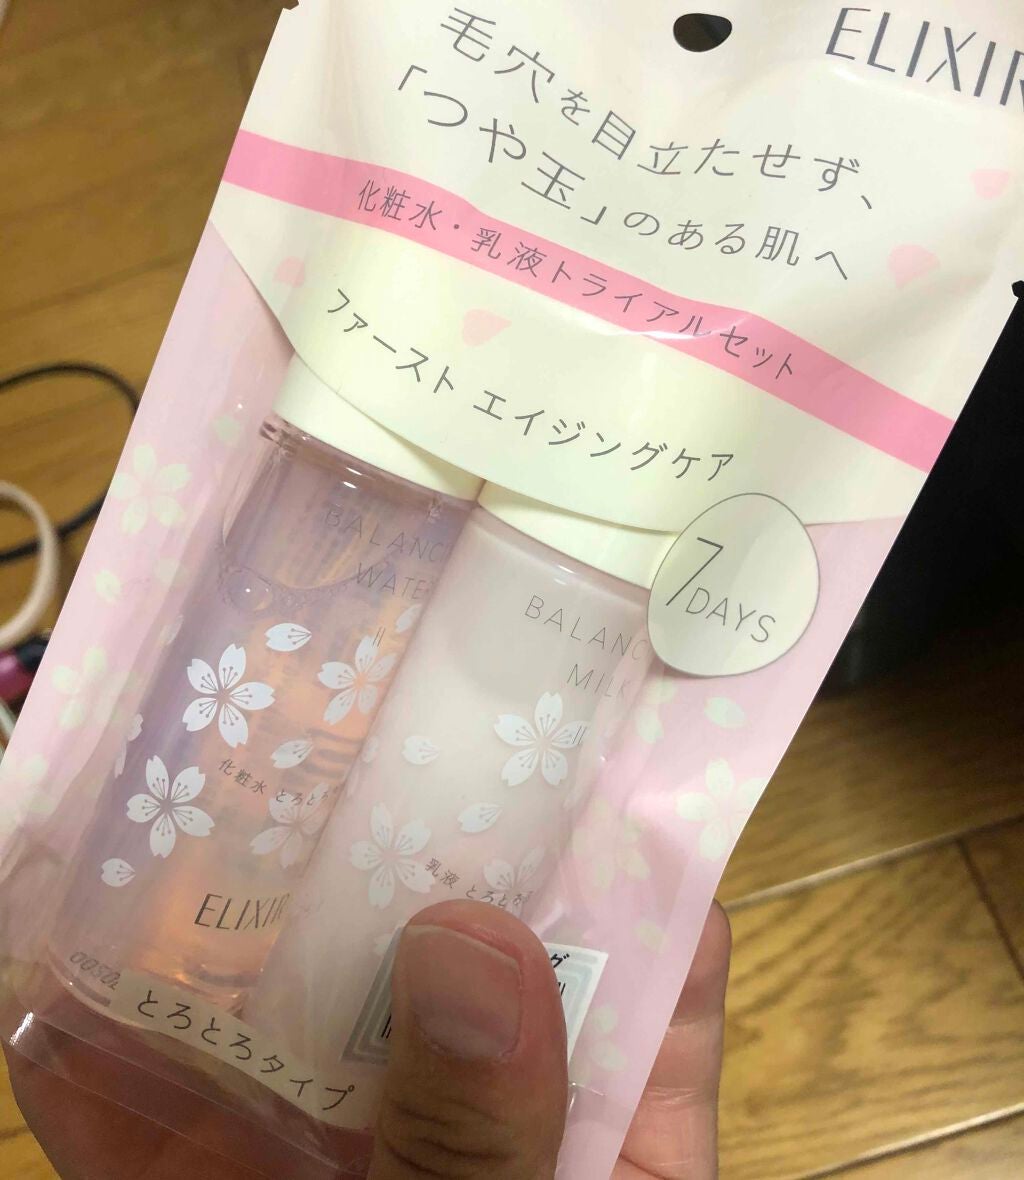 ELIXIR
毛穴を目立たせず、
「つや玉」のある肌へ
化粧水・乳液トライアルセット
ファースト エイジングケア
7
DAYS
BALANC
WATE
II
化粧水 とろとろ
ELIXIR
BALANC
MILK
II
乳液 とろとろ
とろとろタイプ